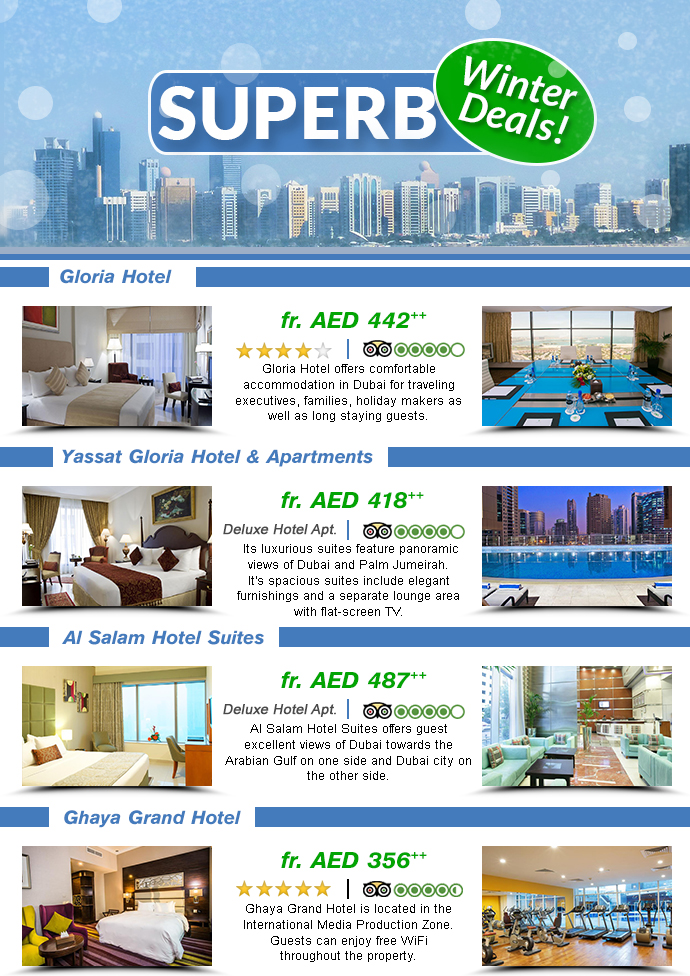 SUPERB
Winter
Deals!
Gloria Hotel
fr. AED 442++
Gloria Hotel offers comfortable
accommodation in Dubai for traveling
executives, families, holiday makers as
well as long staying guests.
Yassat Gloria Hotel & Apartments
fr. AED 418++
Deluxe Hotel Apt.
Its luxurious suites feature panoramic
views of Dubai and Palm Jumeirah.
It's spacious suites include elegant
furnishings and a separate lounge area
with flat-screen TV.
Al Salam Hotel Suites
fr. AED 487++
Deluxe Hotel Apt.
Al Salam Hotel Suites offers guest
excellent views of Dubai towards the
Arabian Gulf on one side and Dubai city on
the other side.
Ghaya Grand Hotel
fr. AED 356++
Ghaya Grand Hotel is located in the
International Media Production Zone.
Guests can enjoy free WiFi
throughout the property.